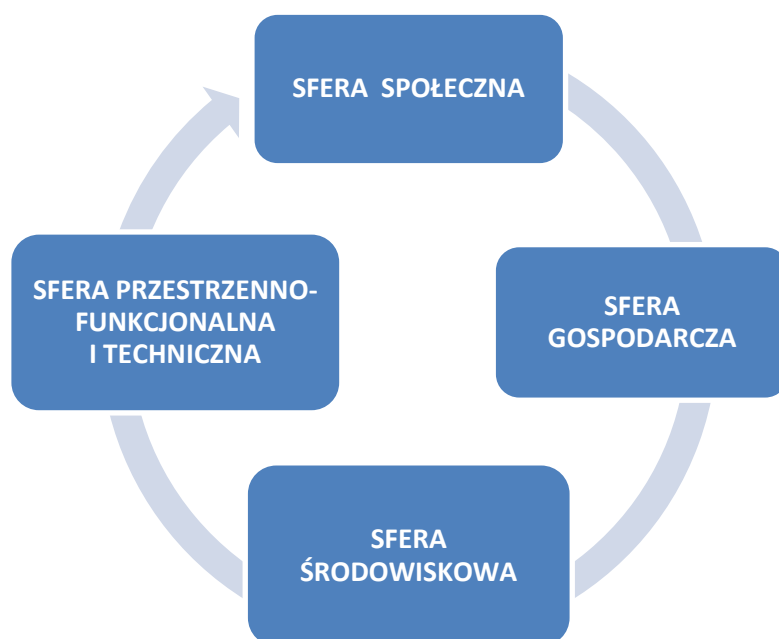 SFERA SPOŁECZNA
SFERA PRZESTRZENNO-
FUNKCJONALNA
I TECHNICZNA
SFERA
GOSPODARCZA
SFERA
ŚRODOWISKOWA